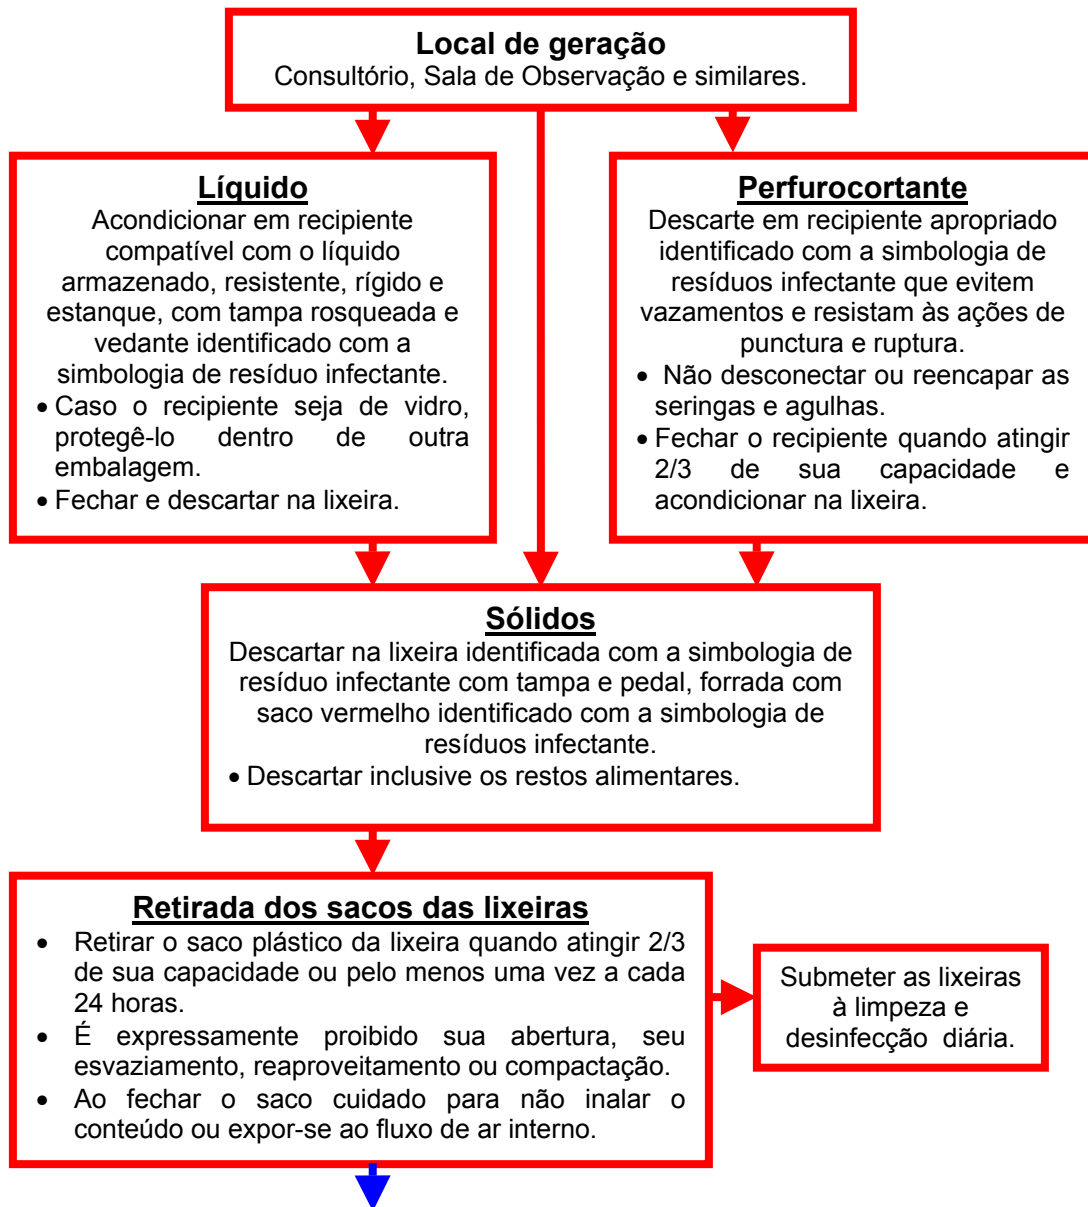 Local de geração
Consultório, Sala de Observação e similares.
Líquido
Acondicionar em recipiente
compatível com o líquido
armazenado, resistente, rígido e
estanque, com tampa rosqueada e
vedante identificado com a
simbologia de resíduo infectante.
• Caso o recipiente seja de vidro,
protegê-lo dentro de outra
embalagem.
• Fechar e descartar na lixeira.
Perfurocortante
Descarte em recipiente apropriado
identificado com a simbologia de
resíduos infectante que evitem
vazamentos e resistam às ações de
punctura e ruptura.
• Não desconectar ou reencapar as
seringas e agulhas.
• Fechar o recipiente quando atingir
2/3 de sua capacidade e
acondicionar na lixeira.
Sólidos
Descartar na lixeira identificada com a simbologia de
resíduo infectante com tampa e pedal, forrada com
saco vermelho identificado com a simbologia de
resíduos infectante.
• Descartar inclusive os restos alimentares.
Retirada dos sacos das lixeiras
• Retirar o saco plástico da lixeira quando atingir 2/3
de sua capacidade ou pelo menos uma vez a cada
24 horas.
• É expressamente proibido sua abertura, seu
esvaziamento, reaproveitamento ou compactação.
• Ao fechar o saco cuidado para não inalar o
conteúdo ou expor-se ao fluxo de ar interno.
Submeter as lixeiras
à limpeza e
desinfecção diária.